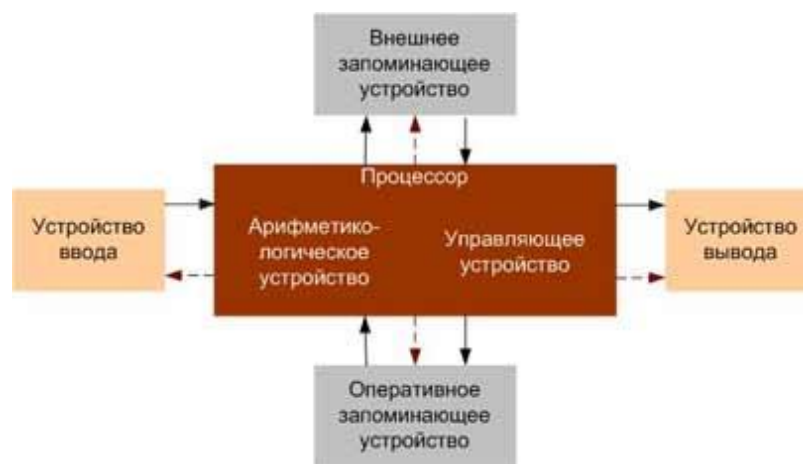 Внешнее
запоминающее
устройство
Процессор
Устройство
ввода
Арифметико-
логическое
устройство
Управляющее
устройство
Устройство
вывода
Оперативное
запоминающее
устройство